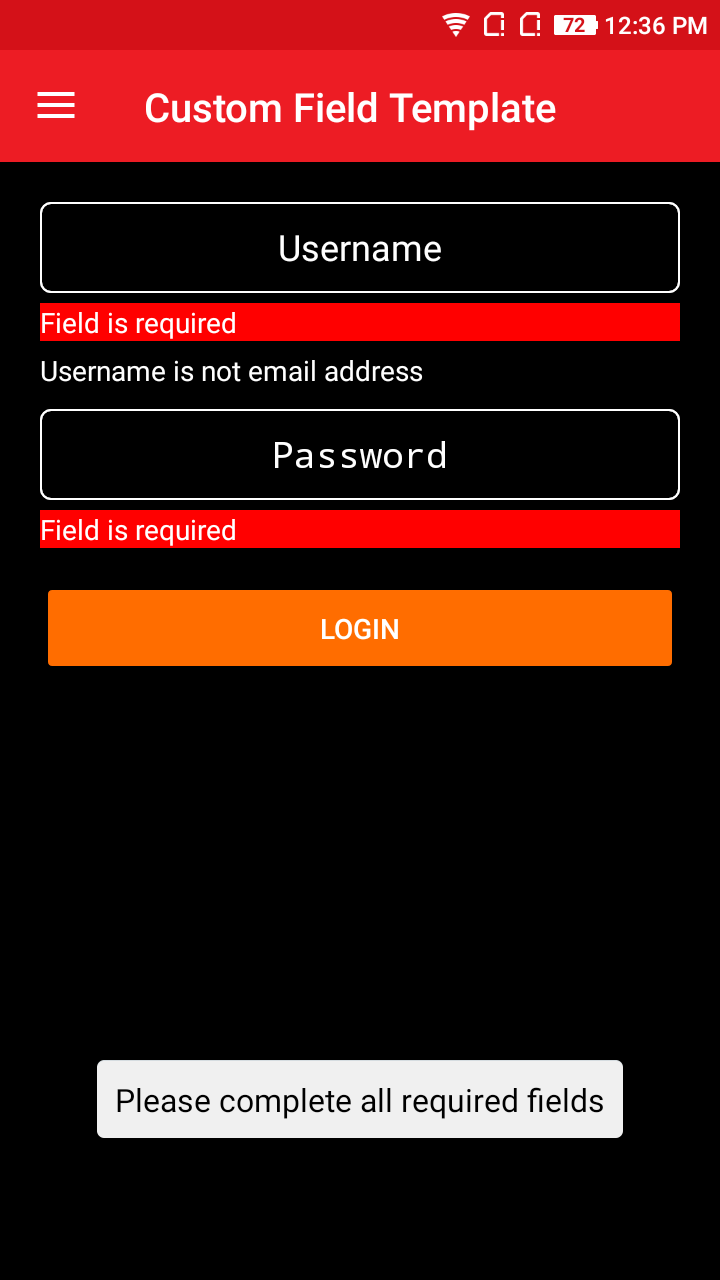 72 12:36 PM
Custom Field Template
Username
Field is required
Username is not email address
Password
Field is required
LOGIN
Please complete all required fields